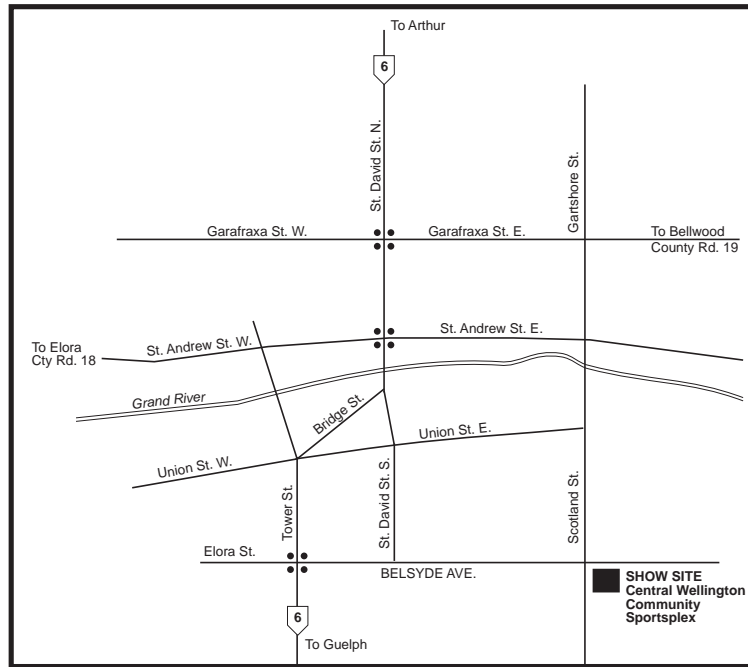 To Arthur
6
St. David St. N.
Gartshore St.
Garafraxa St. W.
Garafraxa St. E.
To Bellwood
County Rd. 19
To Elora
Cty Rd. 18
St. Andrew St. W.
St. Andrew St. E.
Grand River
Bridge St.
Union St. E.
Union St. W.
Tower St.
St. David St. S.
Scotland St.
Elora St.
BELSYDE AVE.
SHOW SITE
Central Wellington
Community
Sportsplex
6
To Guelph